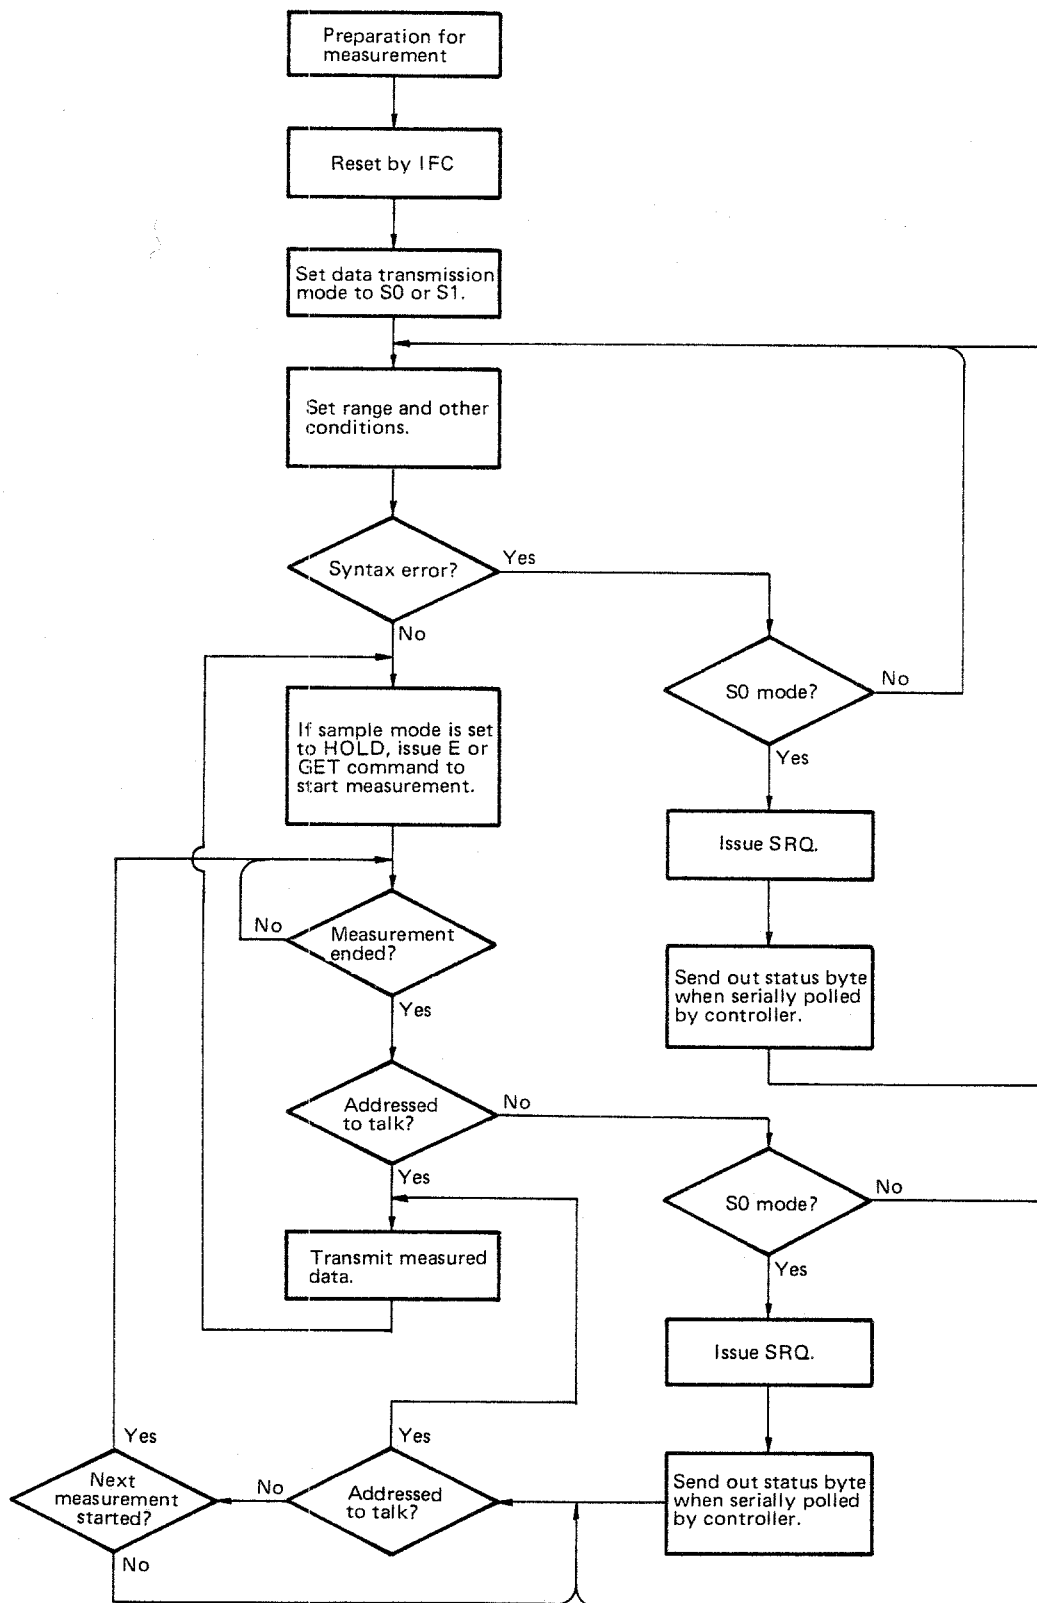 Preparation for
measurement
Reset by IFC
Set data transmission
mode to S0 or S1.
Set range and other
conditions.
Syntax error?
Yes
No
S0 mode?
No
Yes
If sample mode is set
to HOLD, issue E or
GET command to
start measurement.
Issue SRQ.
No
Measurement
ended?
Yes
Send out status byte
when serially polled
by controller.
Addressed
to talk?
No
Yes
S0 mode?
No
Yes
Transmit measured
data.
Issue SRQ.
Yes
Yes
Next
measurement
started?
No
No
Addressed
to talk?
Send out status byte
when serially polled
by controller.